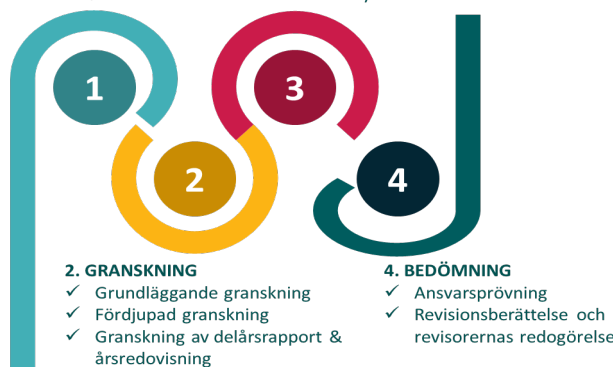 1
3
2
4
2. GRANSKNING
✓ Grundläggande granskning
✓ Fördjupad granskning
✓ Granskning av delårsrapport &
årsredovisning
4. BEDÖMNING
✓ Ansvarsprövning
✓ Revisionsberättelse och
revisorernas redogörelse